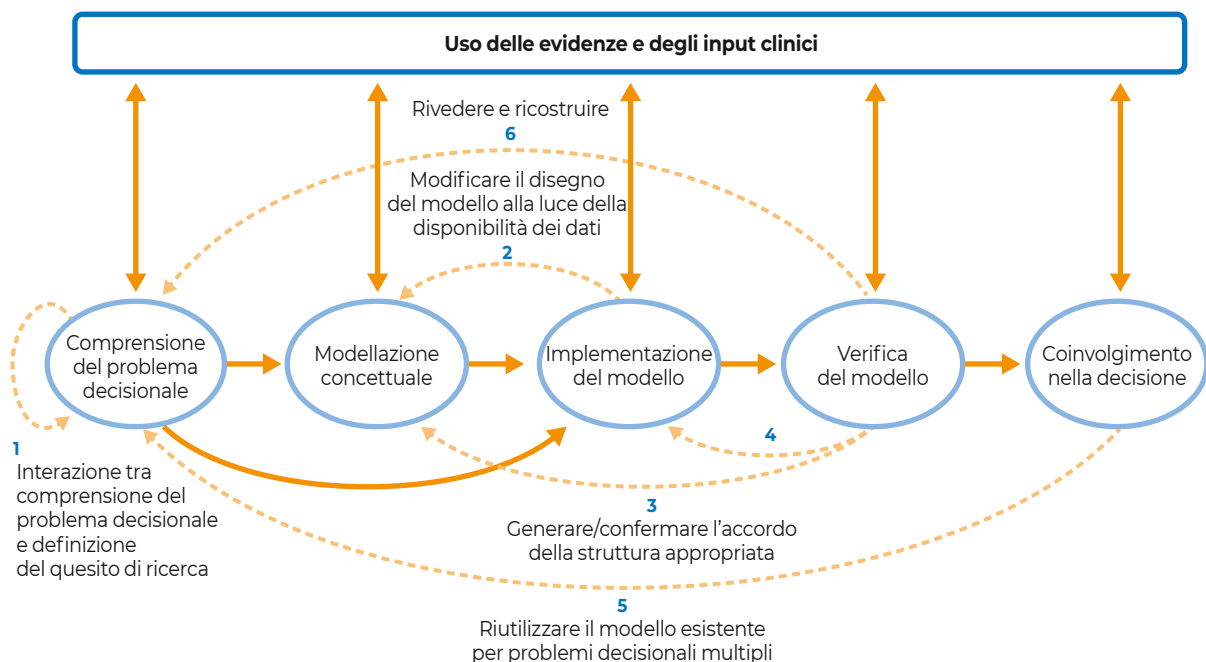 Uso delle evidenze e degli input clinici
Rivedere e ricostruire
6
Modificare il disegno
del modello alla luce della
disponibilità dei dati
2
Comprensione
del problema
decisionale
Modellazione
concettuale
Implementazione
del modello
Verifica
del modello
Coinvolgimento
nella decisione
1
Interazione tra
comprensione del
problema decisionale
e definizione
del quesito di ricerca
4
3
Generare/confermare l’accordo
della struttura appropriata
5
Riutilizzare il modello esistente
per problemi decisionali multipli